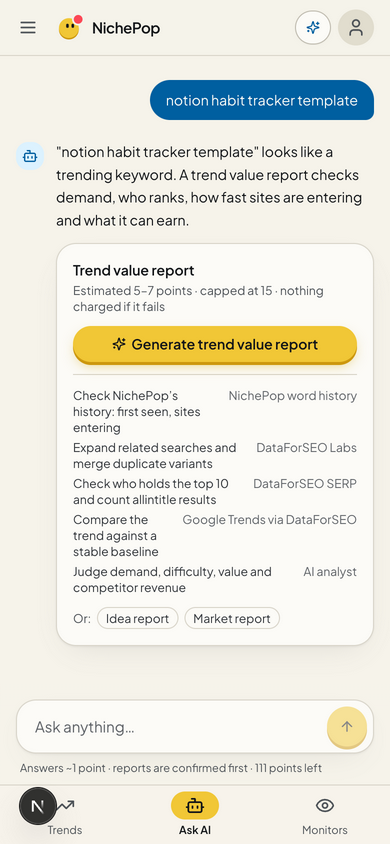 NichePop
notion habit tracker template
"notion habit tracker template" looks like a
trending keyword. A trend value report checks
demand, who ranks, how fast sites are entering
and what it can earn.
Trend value report
Estimated 5–7 points · capped at 15 · nothing
charged if it fails
Generate trend value report
Check NichePop's
history: first seen, sites
entering
NichePop word history
Expand related searches and
merge duplicate variants
DataForSEO Labs
Check who holds the top 10
and count allintitle results
DataForSEO SERP
Compare the
trend against a
stable baseline
Google Trends via DataForSEO
Judge demand, difficulty, value and
competitor revenue
AI analyst
Or: Idea report Market report
Ask anything...
Answers ~1 point · reports are confirmed first · 111 points left
N
Trends
Ask AI
Monitors